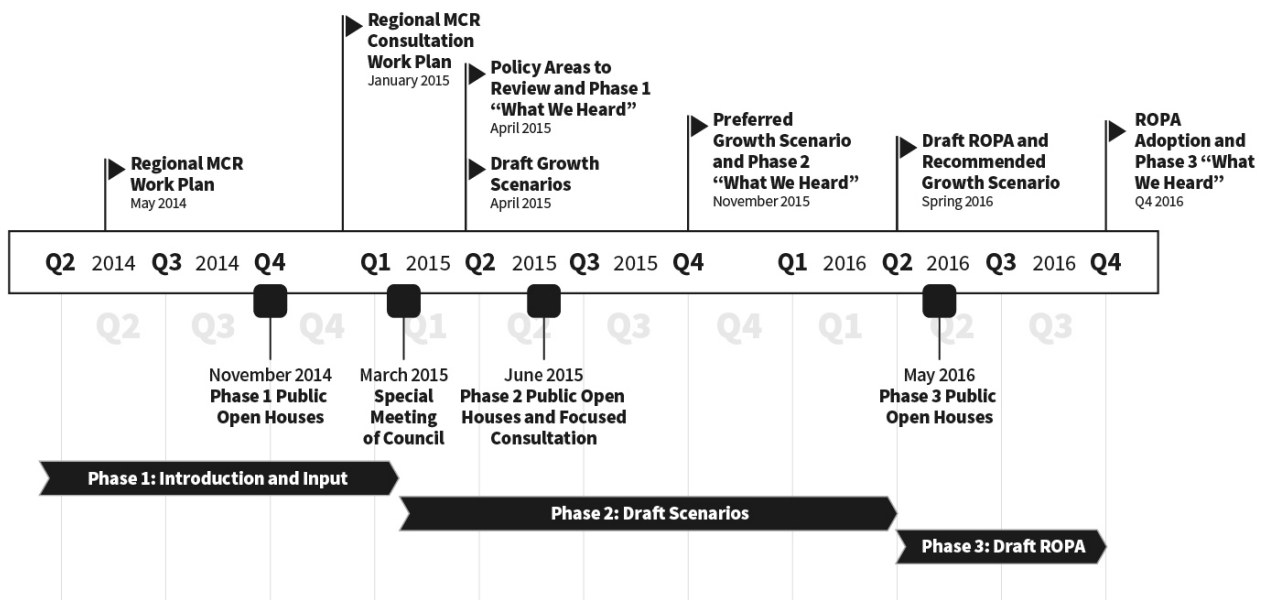 Regional MCR
Consultation
Work Plan
January 2015
Policy Areas to
Review and Phase 1
“What We Heard”
April 2015
Preferred
Growth Scenario
and Phase 2
“What We Heard”
November 2015
ROPA
Adoption and
Phase 3 “What
We Heard”
Q4 2016
Draft ROPA and
Recommended
Growth Scenario
Spring 2016
Regional MCR
Work Plan
May 2014
Draft Growth
Scenarios
April 2015
Q2 2014 Q3 2014 Q4 Q1 2015 Q2 2015 Q3 2015 Q4 Q1 2016 Q2 2016 Q3 2016 Q4
Q2 Q3 Q4 Q1 Q2 Q3 Q4 Q1 Q2 Q3
November 2014
Phase 1 Public
Open Houses
March 2015
Special
Meeting
of Council
June 2015
Phase 2 Public Open
Houses and Focused
Consultation
May 2016
Phase 3 Public
Open Houses
Phase 1: Introduction and Input
Phase 2: Draft Scenarios
Phase 3: Draft ROPA